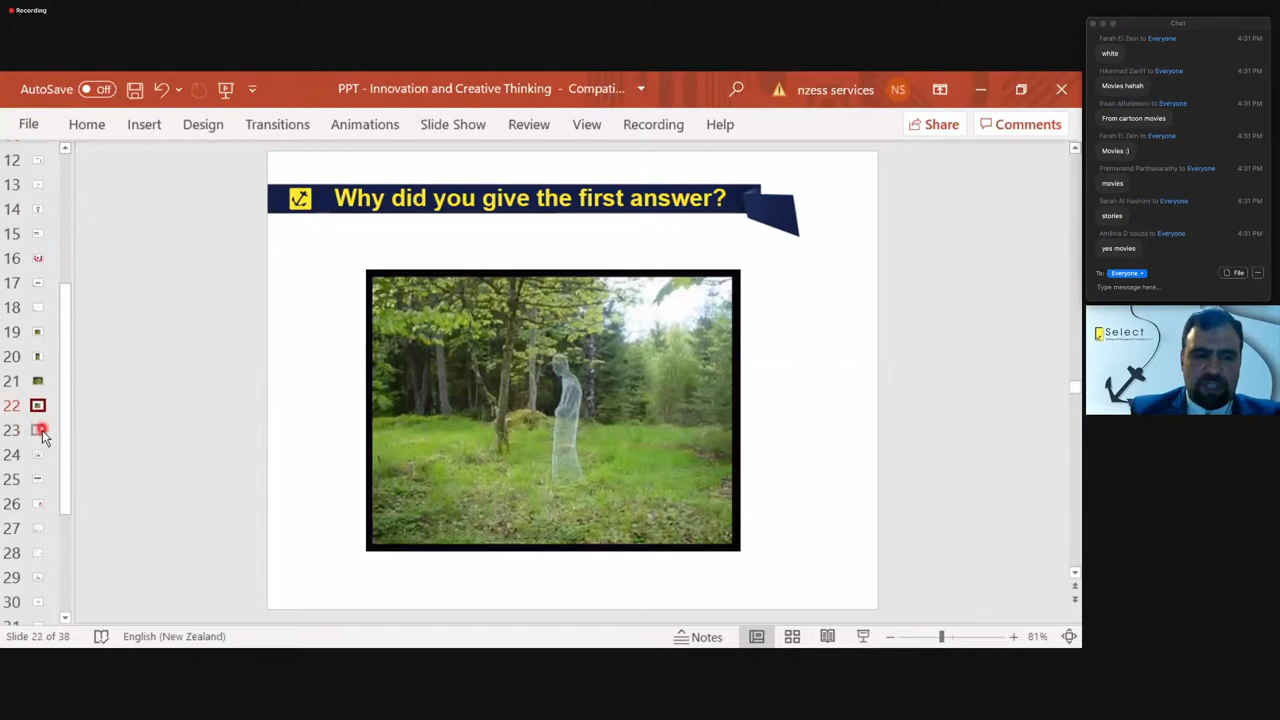 Recording
AutoSave Off
PPT - Innovation and Creative Thinking - Compati...
nzess services NS
File Home Insert Design Transitions Animations Slide Show Review View Recording Help Share Comments
12
13
14
15
16
17
18
19
20
21
22
23
24
25
26
27
28
29
30
Why did you give the first answer?
Slide 22 of 38 English (New Zealand) Notes 81%
Chat
Farah El Zein to Everyone 4:31 PM
white
HAmmad Zariff to Everyone 4:31 PM
Movies hahah
Ihsan Alhelewani to Everyone 4:31 PM
From cartoon movies
Farah El Zein to Everyone 4:31 PM
Movies :)
Premanand Parthasarathy to Everyone 4:31 PM
movies
Sarah Al Hashimi to Everyone 4:31 PM
stories
Amlinia D'souza to Everyone 4:31 PM
yes movies
To: Everyone File
Type message here...
Select